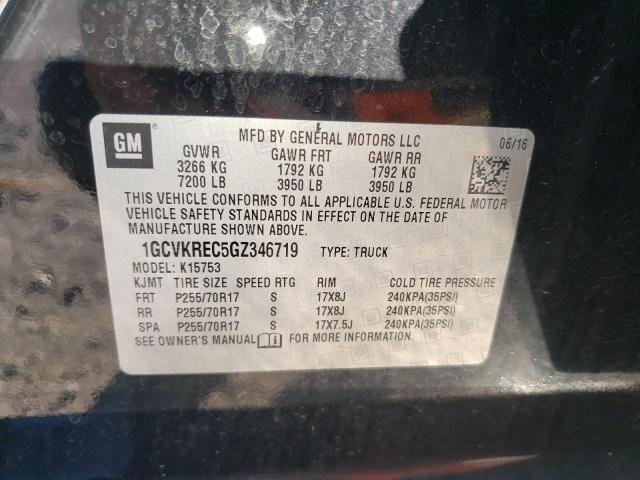 GM
MFD BY GENERAL MOTORS LLC
06/16
GVWR GAWR FRT GAWR RR
3266 KG 1792 KG 1792 KG
7200 LB 3950 LB 3950 LB
THIS VEHICLE CONFORMS TO ALL APPLICABLE U.S. FEDERAL MOTOR
VEHICLE SAFETY STANDARDS IN EFFECT ON THE DATE OF
MANUFACTURE SHOWN ABOVE.
1GCVKREC5GZ346719 TYPE: TRUCK
MODEL: K15753
KJMT TIRE SIZE SPEED RTG RIM COLD TIRE PRESSURE
FRT P255/70R17 S 17X8J 240KPA(35PSI)
RR P255/70R17 S 17X8J 240KPA(35PSI)
SPA P255/70R17 S 17X7.5J 240KPA(35PSI)
SEE OWNER'S MANUAL FOR MORE INFORMATION.